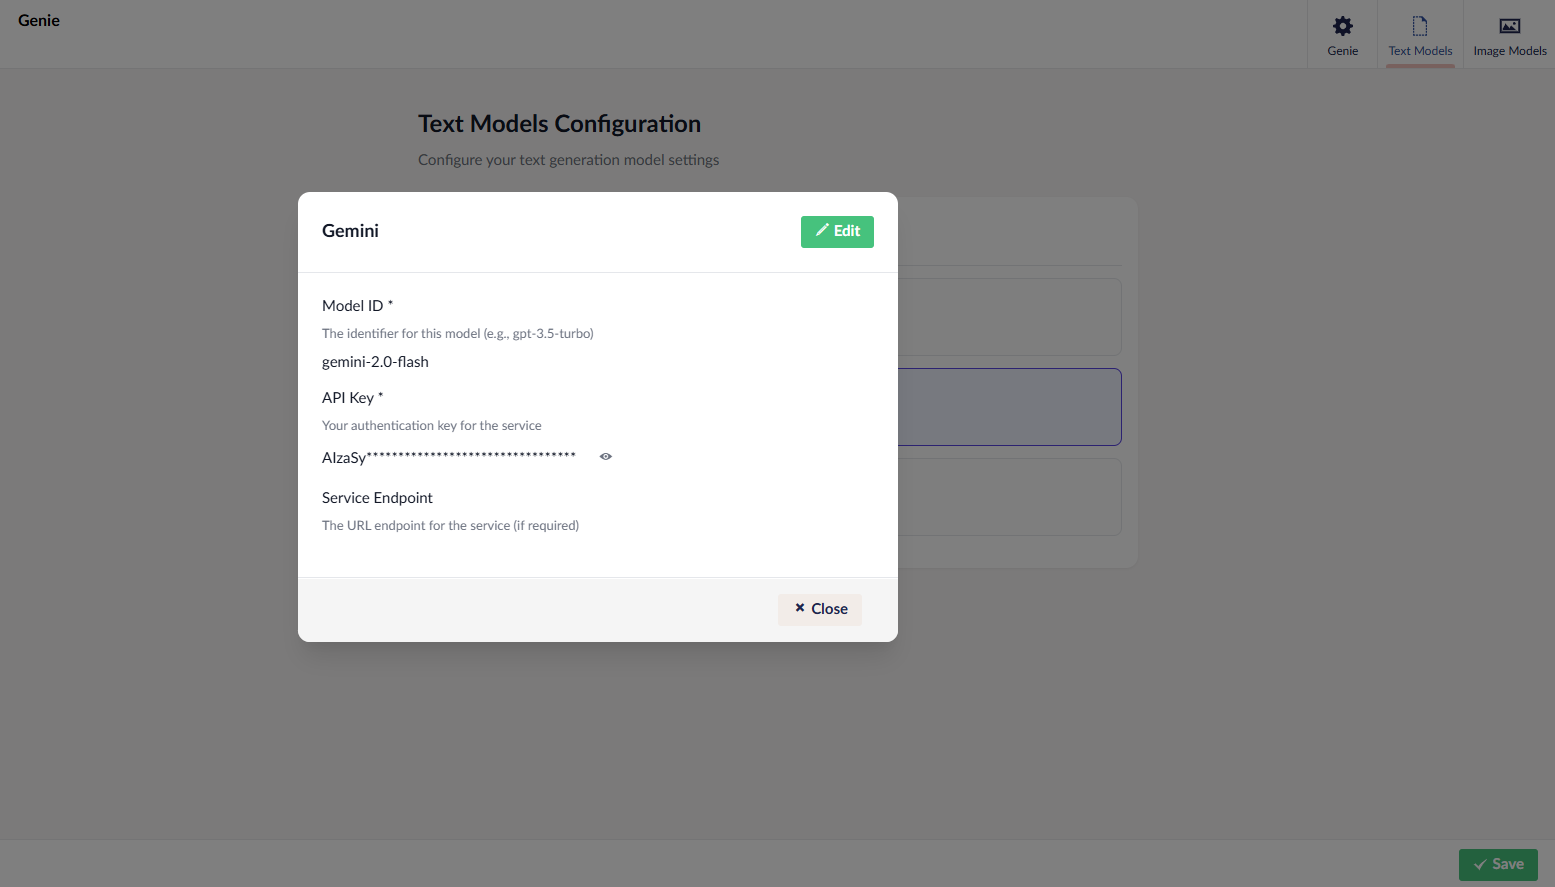 Genie
Genie
Text Models
Image Models
Text Models Configuration
Configure your text generation model settings
Gemini
Edit
Model ID *
The identifier for this model (e.g., gpt-3.5-turbo)
gemini-2.0-flash
API Key *
Your authentication key for the service
AIzaSy*********************************
Service Endpoint
The URL endpoint for the service (if required)
Close
Save